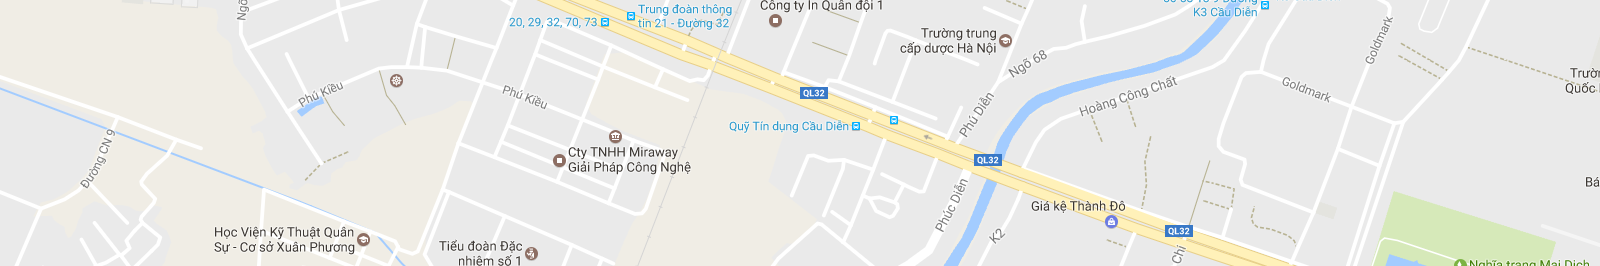 Công ty In Quân đội 1
Trung đoàn thông
tin 21 - Đường 32
20, 29, 32, 70, 73
K3 Cầu Diễn
Trường trung
cấp dược Hà Nội
Goldmark
Ngõ 68
Phú Kiều
Phú Kiều
QL32
Goldmark
Hoàng Công Chất
Quốc
Quỹ Tín dụng Cầu Diễn
Phú Diễn
Đường CN 9
Cty TNHH Miraway
Giải Pháp Công Nghệ
QL32
Phúc Diễn
Giá kệ Thành Đô
K2
QL32
Học Viện Kỹ Thuật Quân
Sự - Cơ sở Xuân Phương
Tiểu đoàn Đặc
nhiệm số 1
Nghĩa trang Mai Dịch